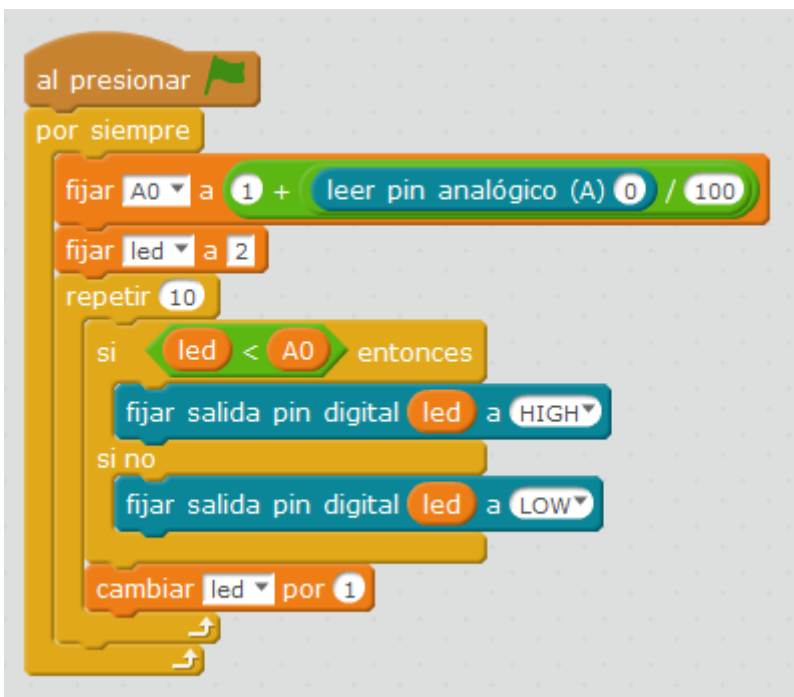 al presionar
por siempre
fijar A0 a 1 + leer pin analógico (A) 0 / 100
fijar led a 2
repetir 10
si led < A0 entonces
fijar salida pin digital led a HIGH
si no
fijar salida pin digital led a LOW
cambiar led por 1